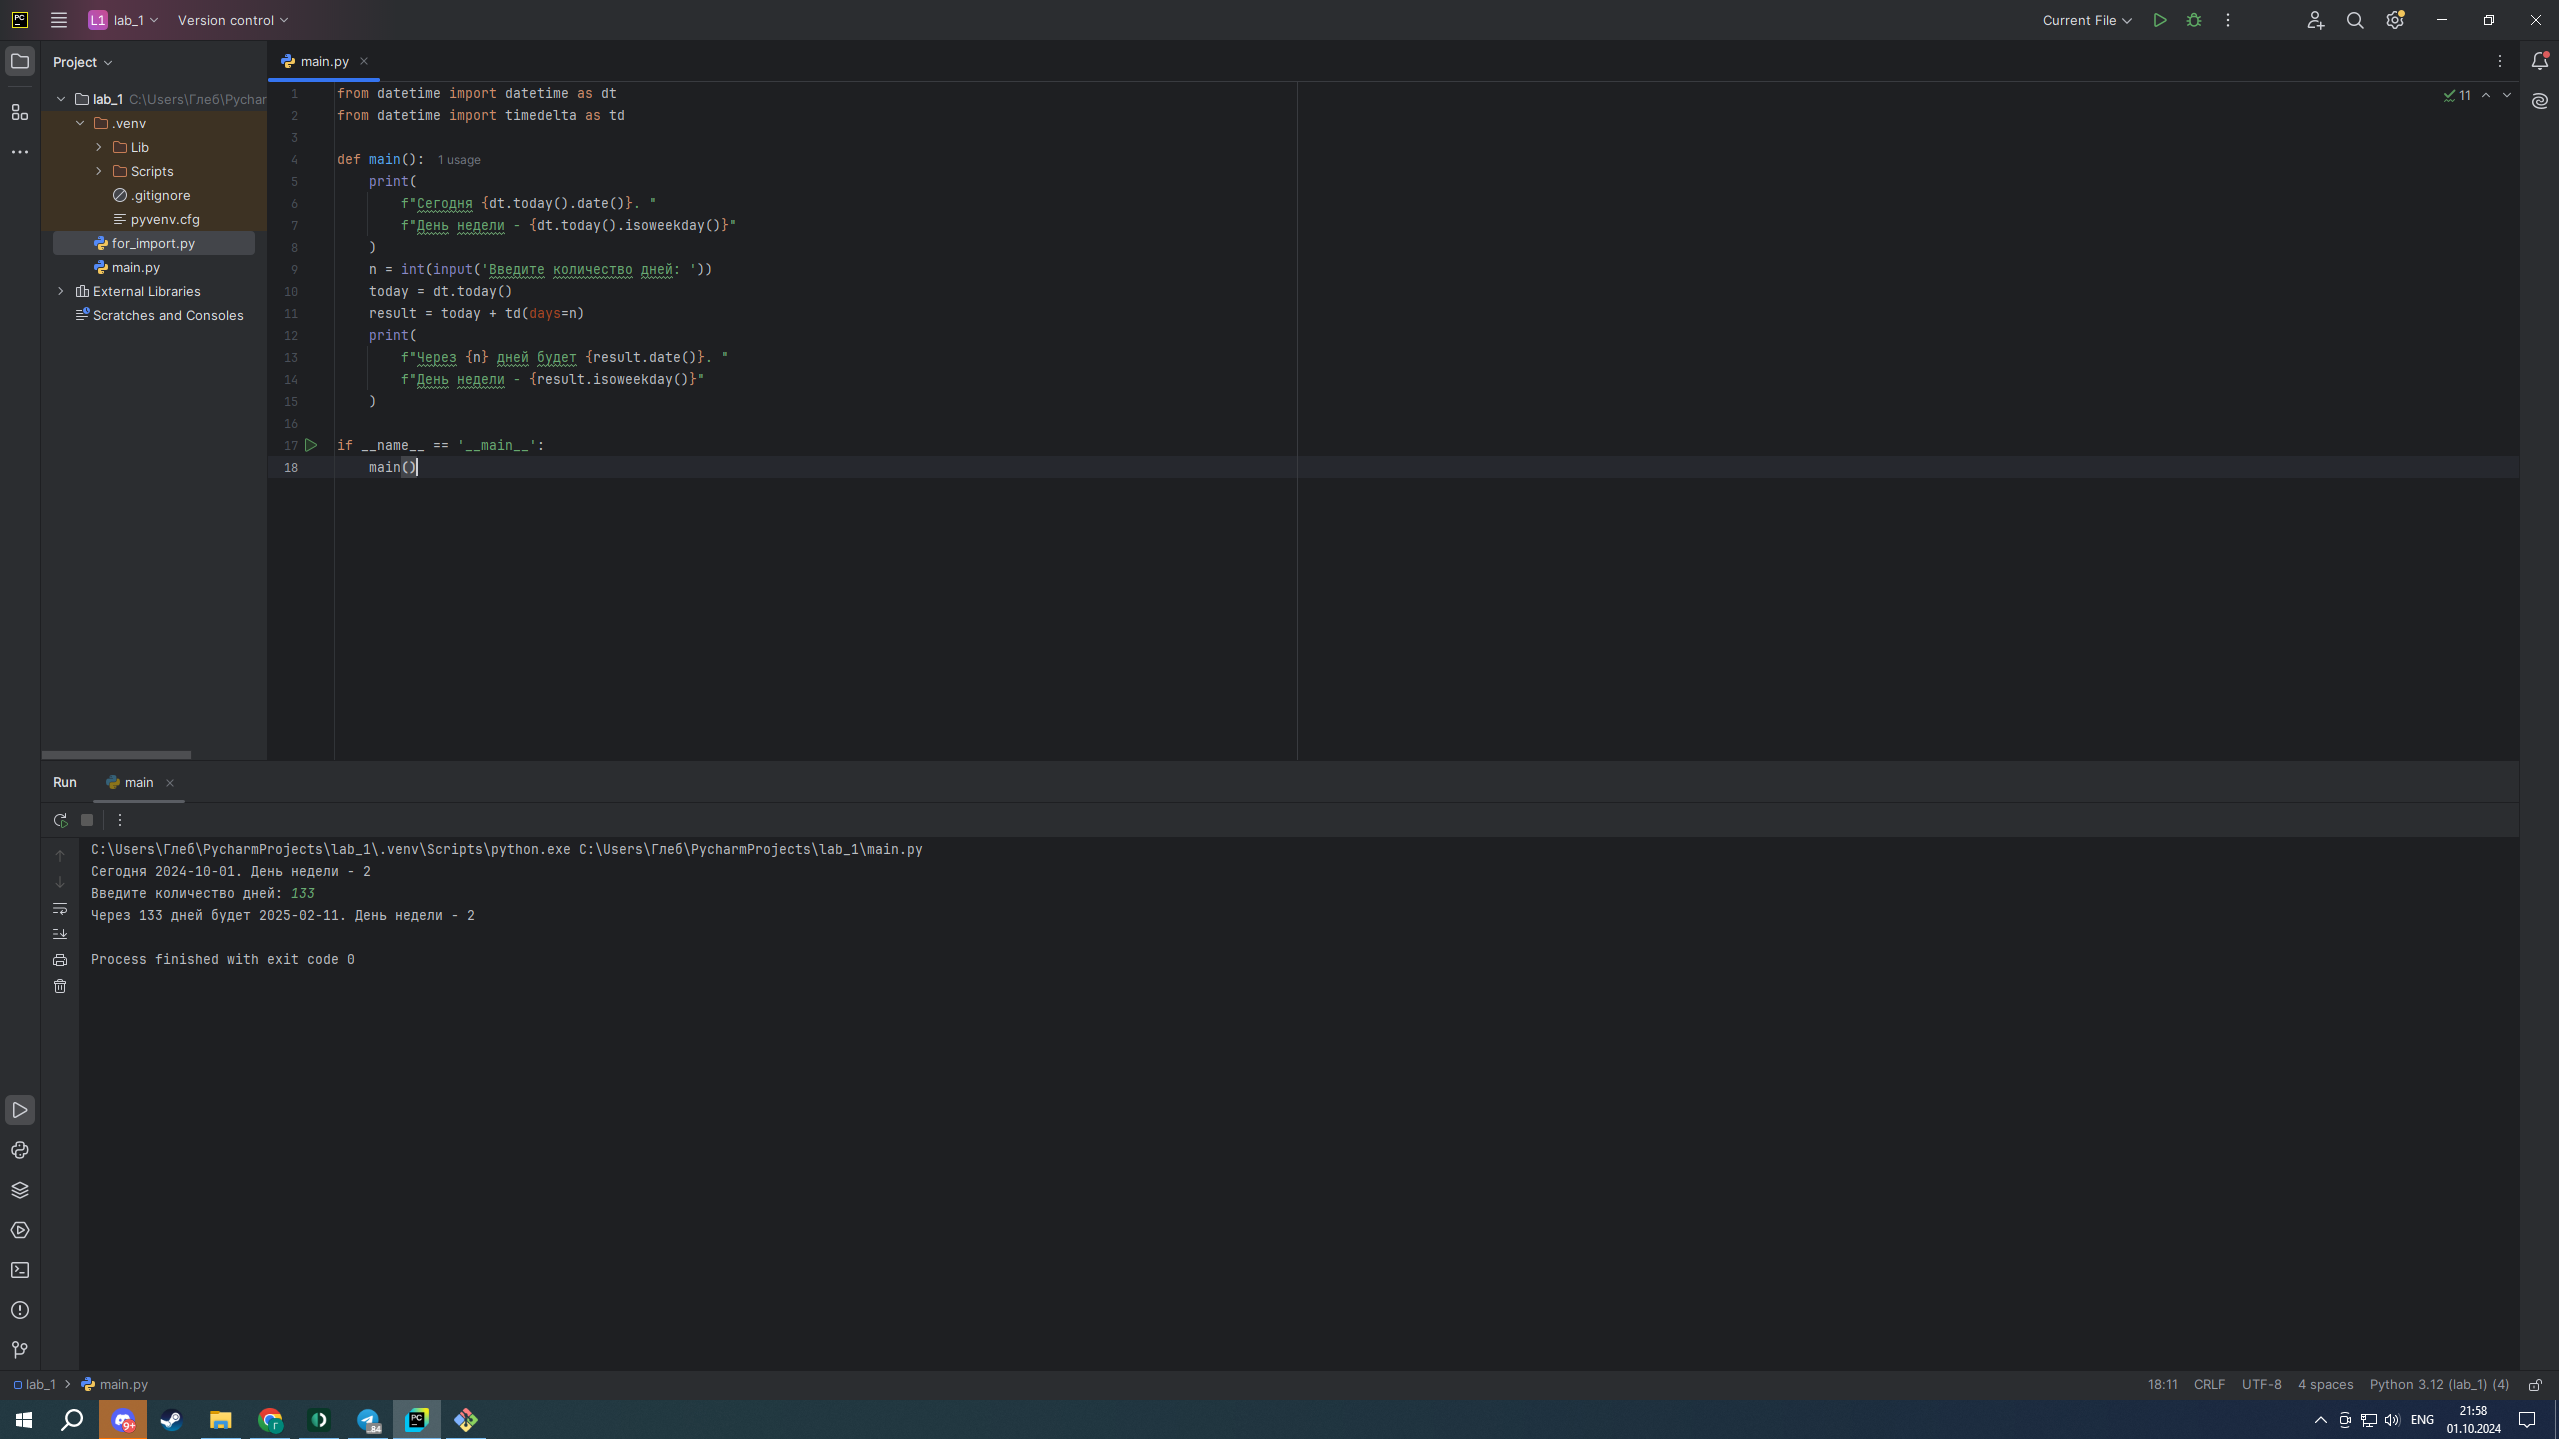 PC
L1 lab_1 Version control
Current File
Project
main.py
lab_1 C:\Users\Глеб\Pychar
.venv
Lib
Scripts
.gitignore
pyvenv.cfg
for_import.py
main.py
External Libraries
Scratches and Consoles
11
1 from datetime import datetime as dt
2 from datetime import timedelta as td
3
4 def main(): 1 usage
5 print(
6 f"Сегодня {dt.today().date()}. "
7 f"День недели - {dt.today().isoweekday()}"
8 )
9 n = int(input('Введите количество дней: '))
10 today = dt.today()
11 result = today + td(days=n)
12 print(
13 f"Через {n} дней будет {result.date()}. "
14 f"День недели - {result.isoweekday()}"
15 )
16
17 if __name__ == '__main__':
18 main()
Run main
C:\Users\Глеб\PycharmProjects\lab_1\.venv\Scripts\python.exe C:\Users\Глеб\PycharmProjects\lab_1\main.py
Сегодня 2024-10-01. День недели - 2
Введите количество дней: 133
Через 133 дней будет 2025-02-11. День недели - 2
Process finished with exit code 0
lab_1 main.py
18:11 CRLF UTF-8 4 spaces Python 3.12 (lab_1) (4)
9+ Г 84 PC
ENG
21:58
01.10.2024